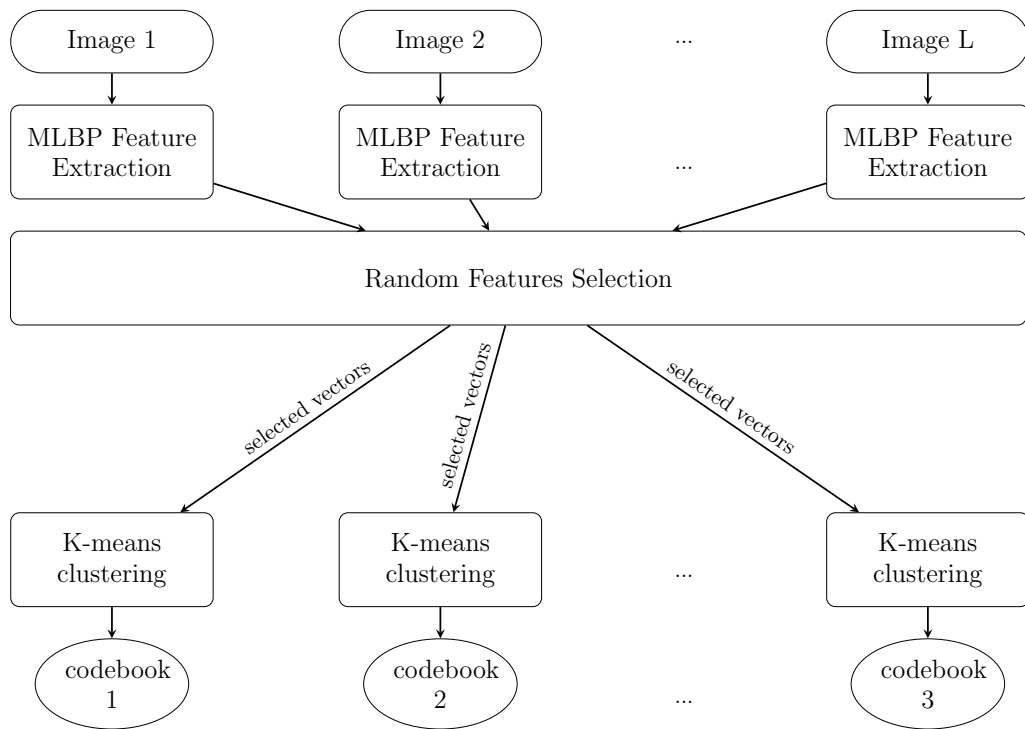 Image 1
Image 2
...
Image L
MLBP Feature
Extraction
MLBP Feature
Extraction
...
MLBP Feature
Extraction
Random Features Selection
selected vectors
selected vectors
selected vectors
K-means
clustering
K-means
clustering
...
K-means
clustering
codebook
1
codebook
2
...
codebook
3